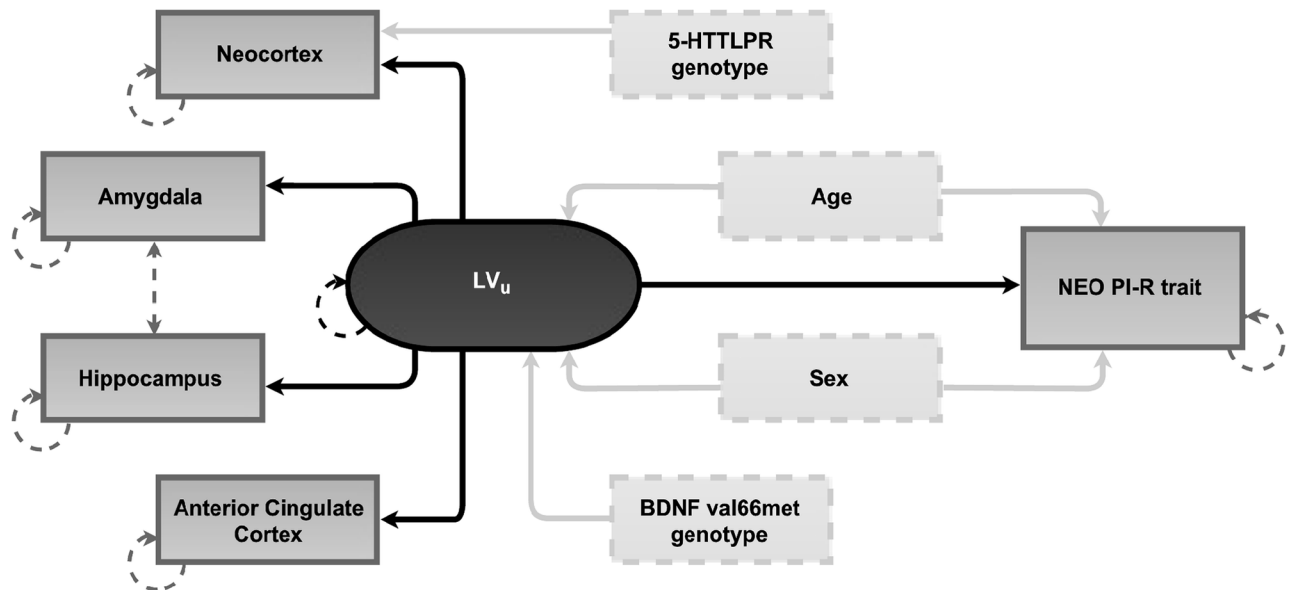 Neocortex
5-HTTLPR
genotype
Amygdala
Age
LVu
NEO PI-R trait
Hippocampus
Sex
Anterior Cingulate
Cortex
BDNF val66met
genotype